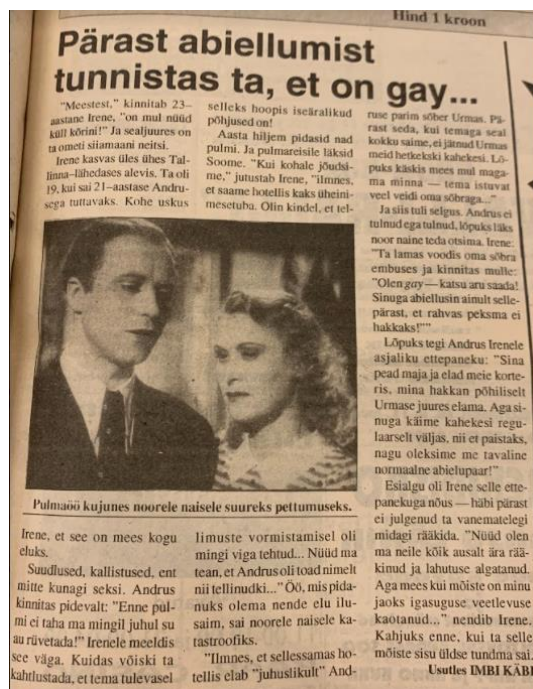 Hind 1 kroon
Pärast abiellumist
tunnistas ta, et on gay...
"Meestest," kinnitab 23–
aastane Irene, "on mul nüüd
küll kõrini!" Ja sealjuures on
ta ometi siiamaani neitsi.
Irene kasvas üles ühes Tal-
linna–lähedases alevis. Ta oli
19, kui sai 21–aastase Andru-
sega tuttavaks. Kohe uskus
Irene, et see on mees kogu
eluks.
Suudlused, kallistused, ent
mitte kunagi seksi. Andrus
kinnitas pidevalt: "Enne pul-
mi ei taha ma mingil juhul su
au rüvetada!" Irenele meeldis
see väga. Kuidas võiski ta
kahtlustada, et tema tulevasel
selleks hoopis iseäralikud
põhjused on!
Aasta hiljem pidasid nad
pulmi. Ja pulmareisile läksid
Soome. "Kui kohale jõudsi-
me," jutustab Irene, "ilmnes,
et saame hotellis kaks üheini-
mesetuba. Olin kindel, et tel-
limuste vormistamisel oli
mingi viga tehtud... Nüüd ma
tean, et Andrus oli toad nimelt
nii tellinudki..." Öö, mis pida-
nuks olema nende elu ilu-
saim, sai noorele naisele ka-
tastroofiks.
"Ilmnes, et sellessamas ho-
tellis elab "juhuslikult" And-
ruse parim sõber Urmas. Pä-
rast seda, kui temaga seal
kokku saime, ei jätnud Urmas
meid hetkekski kahekesi. Lõ-
puks käskis mees mul maga-
ma minna — tema istuvat
veel veidi oma sõbraga..."
Ja siis tuli selgus. Andrus ei
tulnud ega tulnud, lõpuks läks
noor naine teda otsima. Irene:
"Ta lamas voodis oma sõbra
embuses ja kinnitas mulle:
"Olen gay — katsu aru saada!
Sinuga abiellusin ainult selle-
pärast, et rahvas peksma ei
hakkaks!""
Lõpuks tegi Andrus Irenele
asjaliku ettepaneku: "Sina
pead maja ja elad meie korte-
ris, mina hakkan põhiliselt
Urmase juures elama. Aga si-
nuga käime kahekesi regu-
laarselt väljas, nii et paistaks,
nagu oleksime me tavaline
normaalne abielupaar!"
Esialgu oli Irene selle ette-
panekuga nõus — häbi pärast
ei julgenud ta vanematelegi
midagi rääkida. "Nüüd olen
ma neile kõik ausalt ära rää-
kinud ja lahutuse algatanud.
Aga mees kui mõiste on minu
jaoks igasuguse veetlevuse
kaotanud..." nendib Irene.
Kahjuks enne, kui ta selle
mõiste sisu üldse tundma sai.
Usutles IMBI KÄBI
Pulmaöö kujunes noorele naisele suureks pettumuseks.